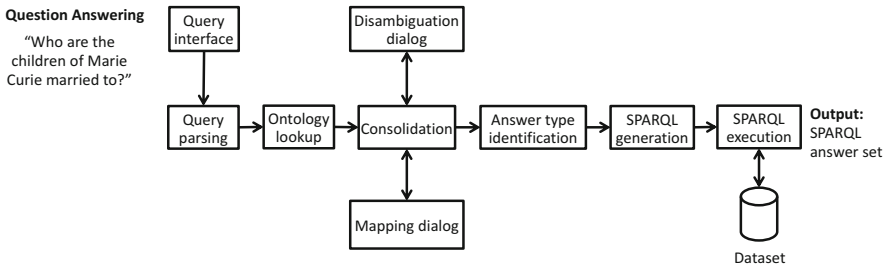 Question Answering
“Who are the
children of Marie
Curie married to?”
Query
interface
Disambiguation
dialog
Query
parsing
Ontology
lookup
Consolidation
Answer type
identification
SPARQL
generation
SPARQL
execution
Output:
SPARQL
answer set
Mapping dialog
Dataset